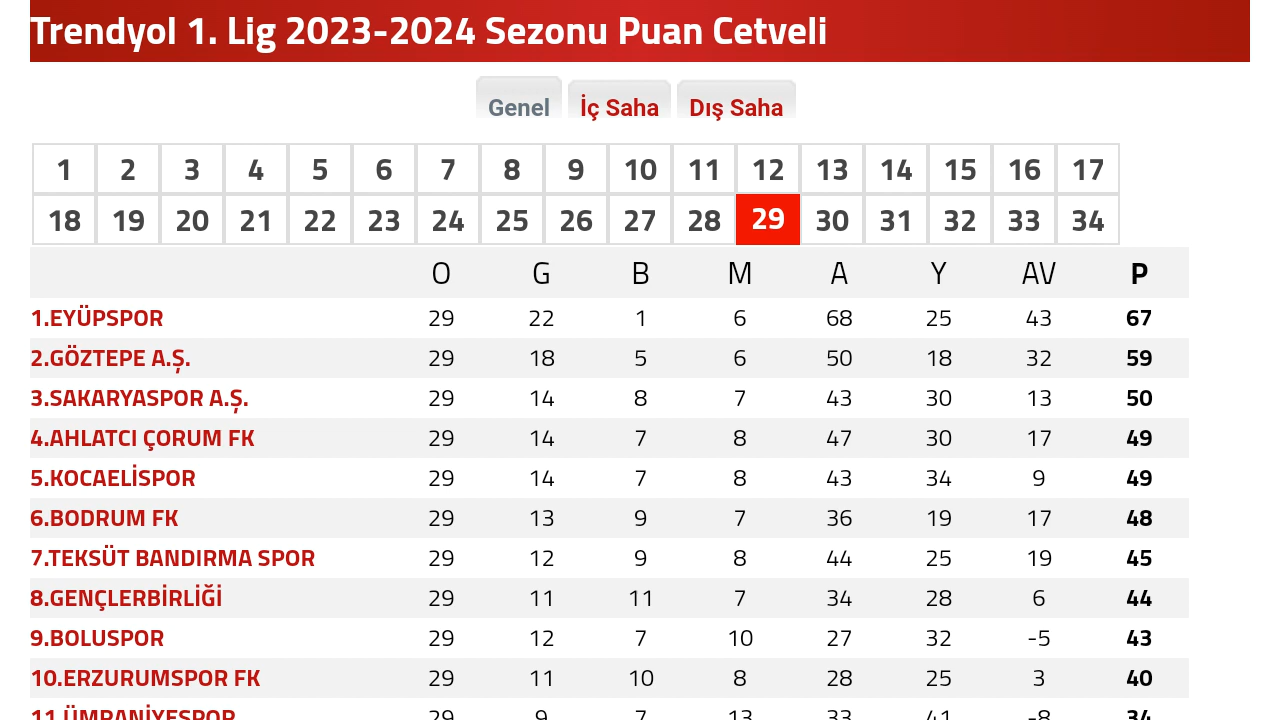 Trendyol 1. Lig 2023-2024 Sezonu Puan Cetveli
Genel İç Saha Dış Saha
1 2 3 4 5 6 7 8 9 10 11 12 13 14 15 16 17
18 19 20 21 22 23 24 25 26 27 28 29 30 31 32 33 34
O G B M A Y AV P
1.EYÜPSPOR 29 22 1 6 68 25 43 67
2.GÖZTEPE A.Ş. 29 18 5 6 50 18 32 59
3.SAKARYASPOR A.Ş. 29 14 8 7 43 30 13 50
4.AHLATCI ÇORUM FK 29 14 7 8 47 30 17 49
5.KOCAELİSPOR 29 14 7 8 43 34 9 49
6.BODRUM FK 29 13 9 7 36 19 17 48
7.TEKSÜT BANDIRMA SPOR 29 12 9 8 44 25 19 45
8.GENÇLERBİRLİĞİ 29 11 11 7 34 28 6 44
9.BOLUSPOR 29 12 7 10 27 32 -5 43
10.ERZURUMSPOR FK 29 11 10 8 28 25 3 40
11.ÜMRANİYESPOR 29 9 7 13 33 41 -8 34